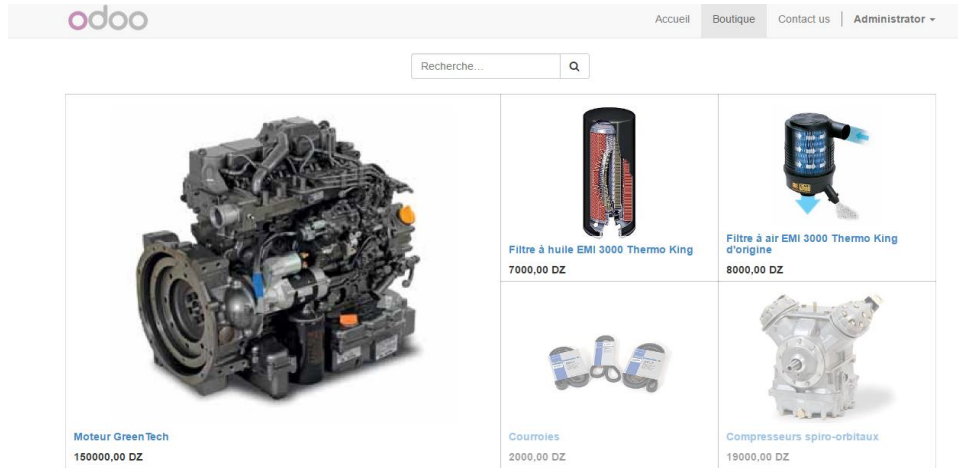 odoo
Accueil Boutique Contact us Administrator
Recherche...
Filtre à huile EMI 3000 Thermo King
7000,00 DZ
Filtre à air EMI 3000 Thermo King
d'origine
8000,00 DZ
Moteur GreenTech
150000,00 DZ
Courroies
2000,00 DZ
Compresseurs spiro-orbitaux
19000,00 DZ